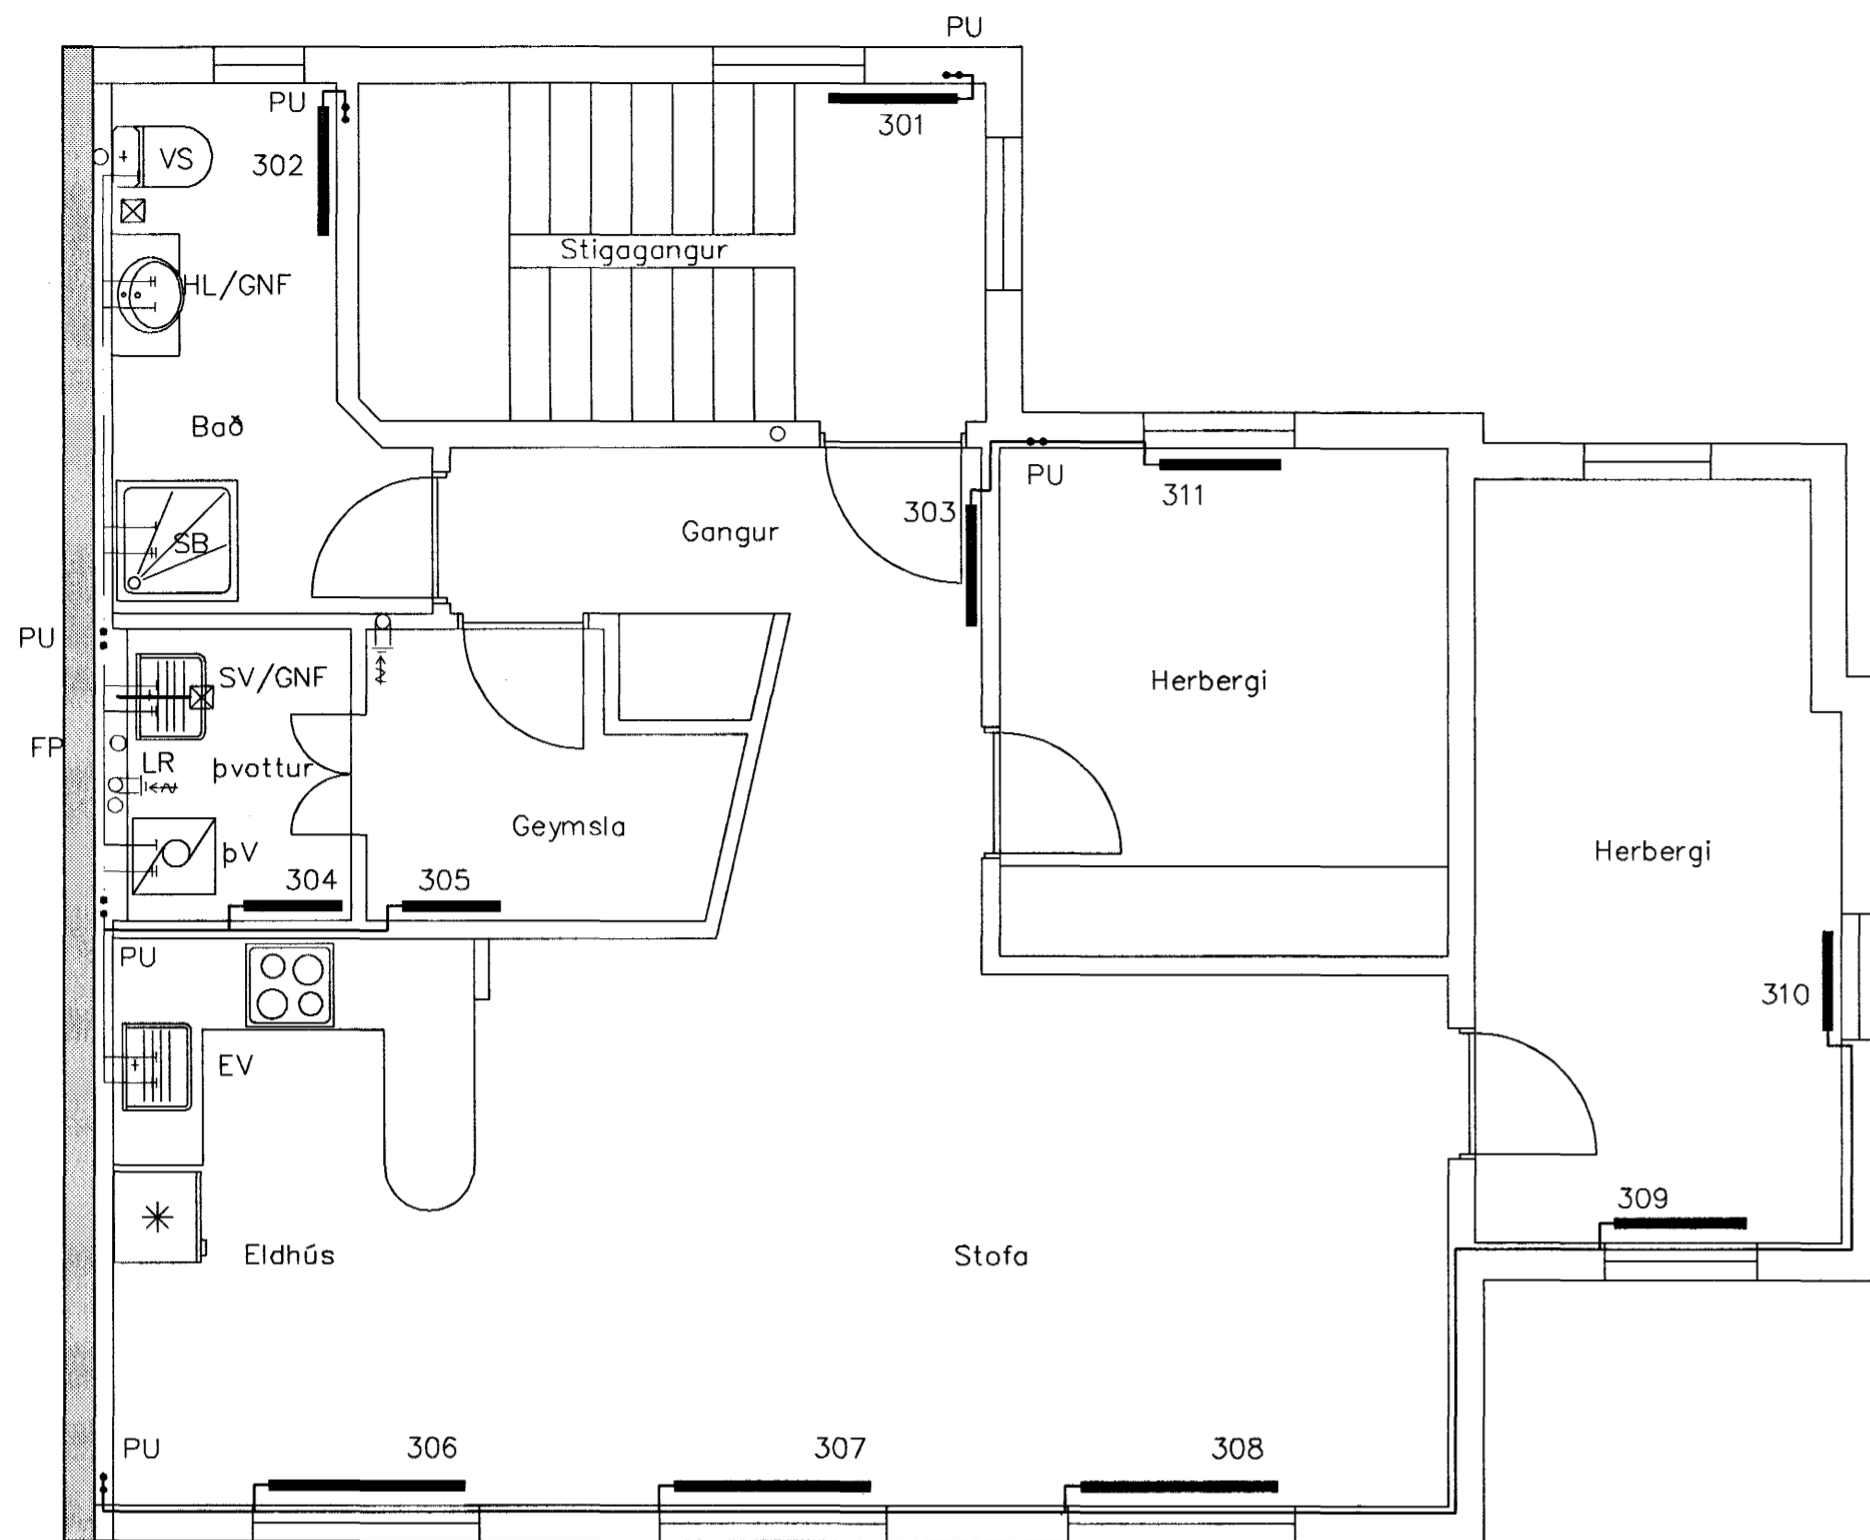 PU
PU
301
VS
302
Stigagangur
HL/GNF
Bað
PU
303
311
Gangur
SB
PU
SV/GNF
Herbergi
FP
LR
þvottur
Geymsla
þV
Herbergi
304
305
PU
310
EV
309
Eldhús
Stofa
PU
306
307
308